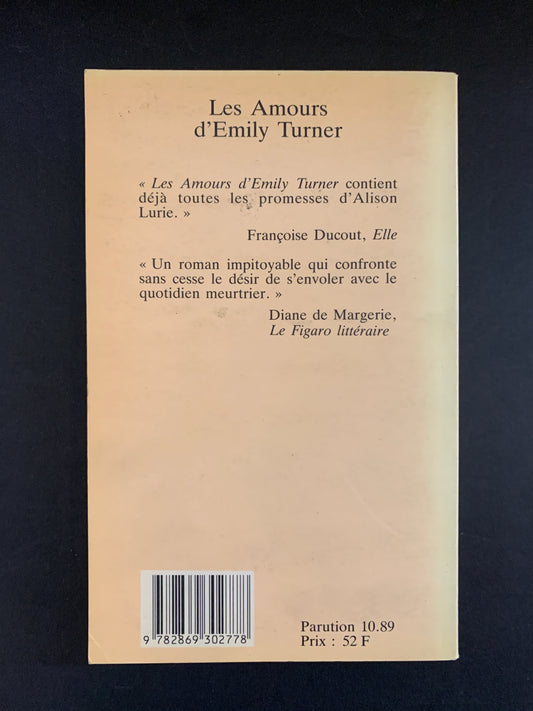 Les Amours
d'Emily Turner
« Les Amours d'Emily Turner contient
déjà toutes les promesses d'Alison
Lurie. »
Françoise Ducout, Elle
« Un roman impitoyable qui confronte
sans cesse le désir de s'envoler avec le
quotidien meurtrier. »
Diane de Margerie,
Le Figaro littéraire
9 782869 302778
Parution 10.89
Prix : 52 F